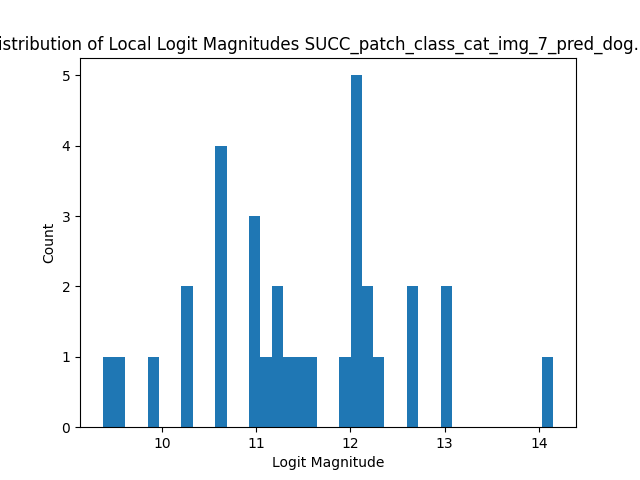 istribution of Local Logit Magnitudes SUCC_patch_class_cat_img_7_pred_dog.
5
4
3
2
1
0
Count
10 11 12 13 14
Logit Magnitude